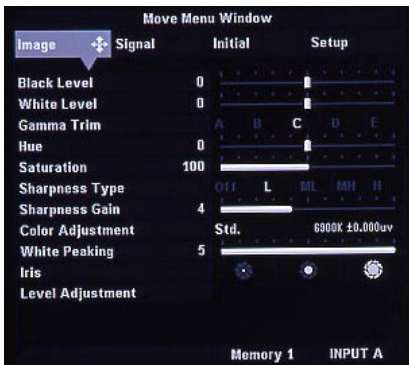 Move Menu Window
Image Signal Initial Setup
Black Level 0
White Level 0
Gamma Trim A B C D E
Hue 0
Saturation 100
Sharpness Type Off L ML MH H
Sharpness Gain 4
Color Adjustment Std. 6900K ±0.000uv
White Peaking 5
Iris
Level Adjustment
Memory 1 INPUT A